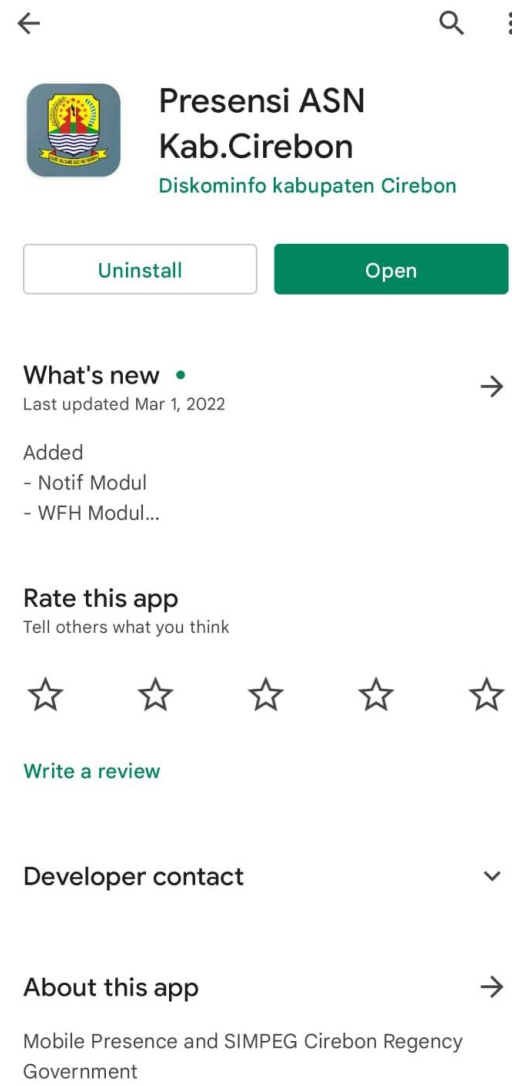 Presensi ASN
Kab.Cirebon
Diskominfo kabupaten Cirebon
Uninstall
Open
What's new
Last updated Mar 1, 2022
Added
- Notif Modul
- WFH Modul...
Rate this app
Tell others what you think
Write a review
Developer contact
About this app
Mobile Presence and SIMPEG Cirebon Regency
Government